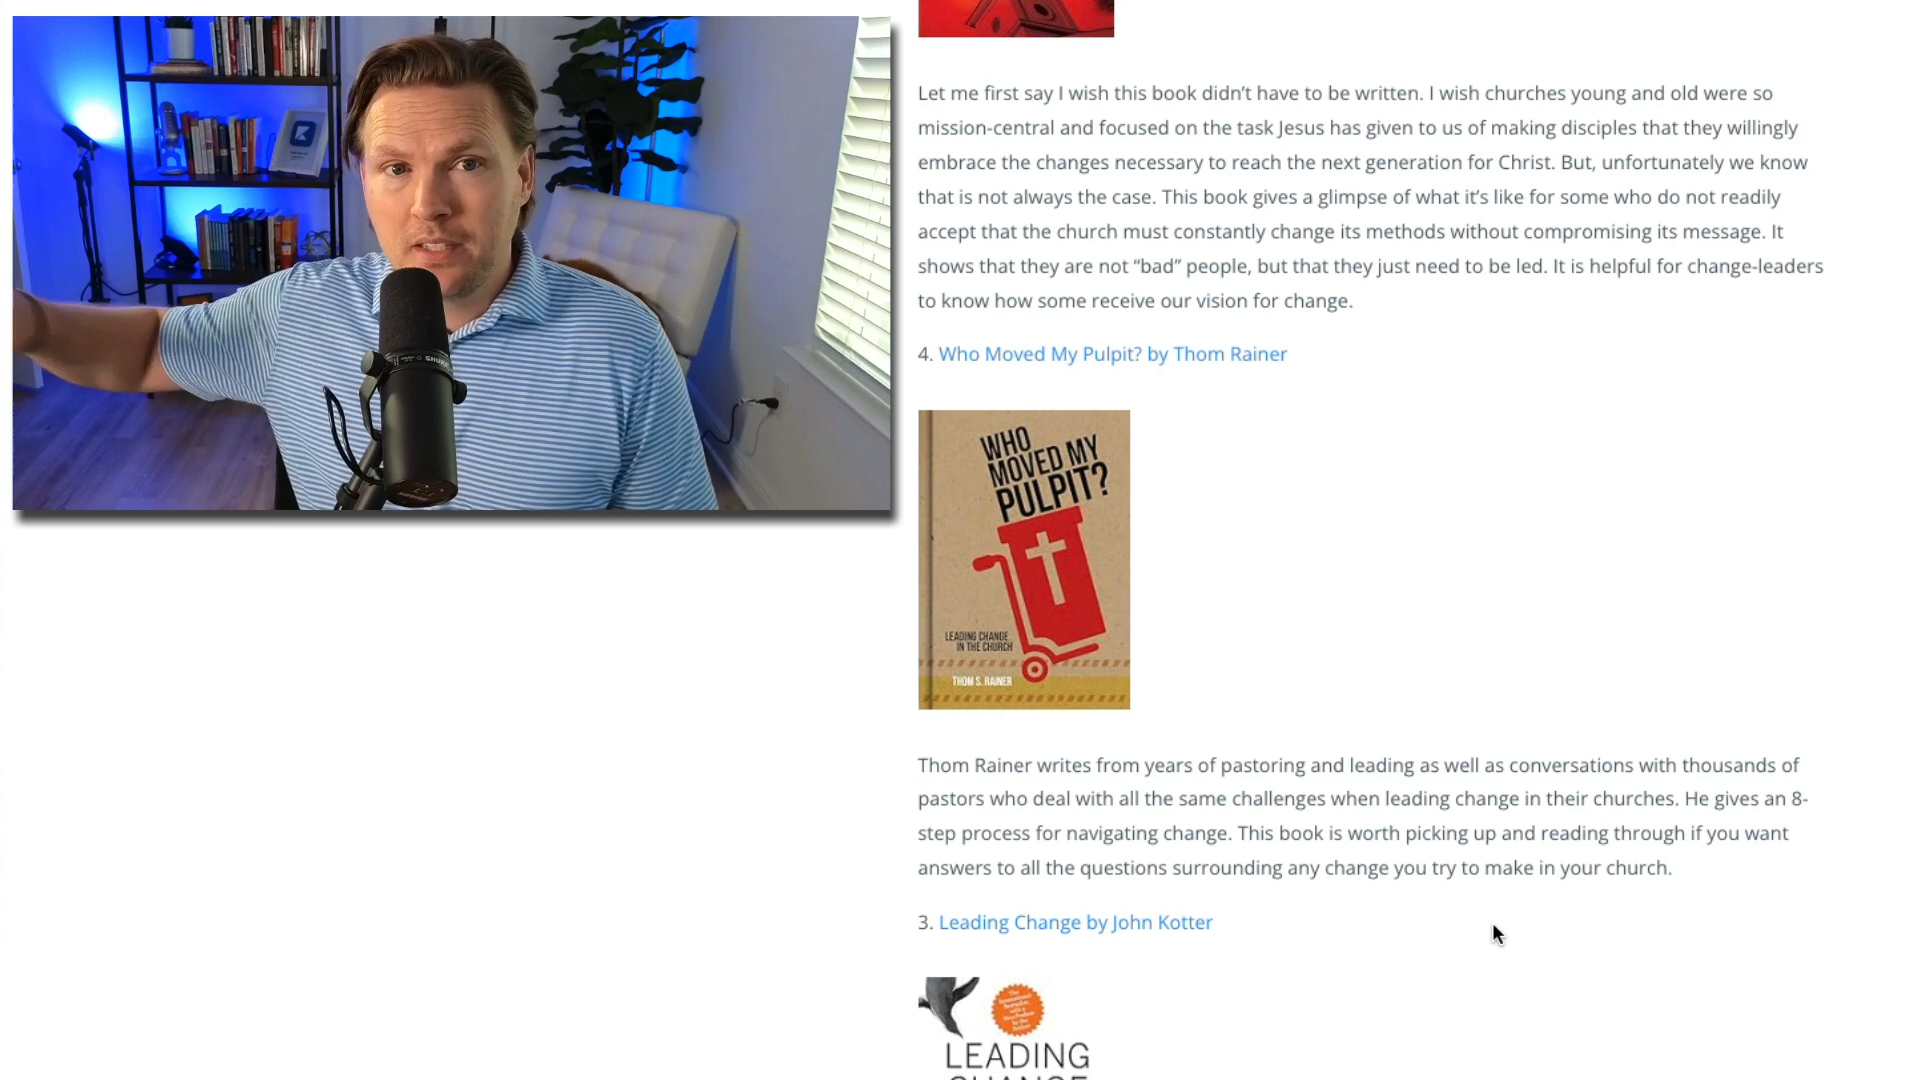 SHURE
Let me first say I wish this book didn’t have to be written. I wish churches young and old were so
mission-central and focused on the task Jesus has given to us of making disciples that they willingly
embrace the changes necessary to reach the next generation for Christ. But, unfortunately we know
that is not always the case. This book gives a glimpse of what it’s like for some who do not readily
accept that the church must constantly change its methods without compromising its message. It
shows that they are not “bad” people, but that they just need to be led. It is helpful for change-leaders
to know how some receive our vision for change.
4. Who Moved My Pulpit? by Thom Rainer
WHO
MOVED MY
PULPIT?
LEADING CHANGE
IN THE CHURCH
THOM S. RAINER
Thom Rainer writes from years of pastoring and leading as well as conversations with thousands of
pastors who deal with all the same challenges when leading change in their churches. He gives an 8-
step process for navigating change. This book is worth picking up and reading through if you want
answers to all the questions surrounding any change you try to make in your church.
3. Leading Change by John Kotter
LEADING
CHANGE